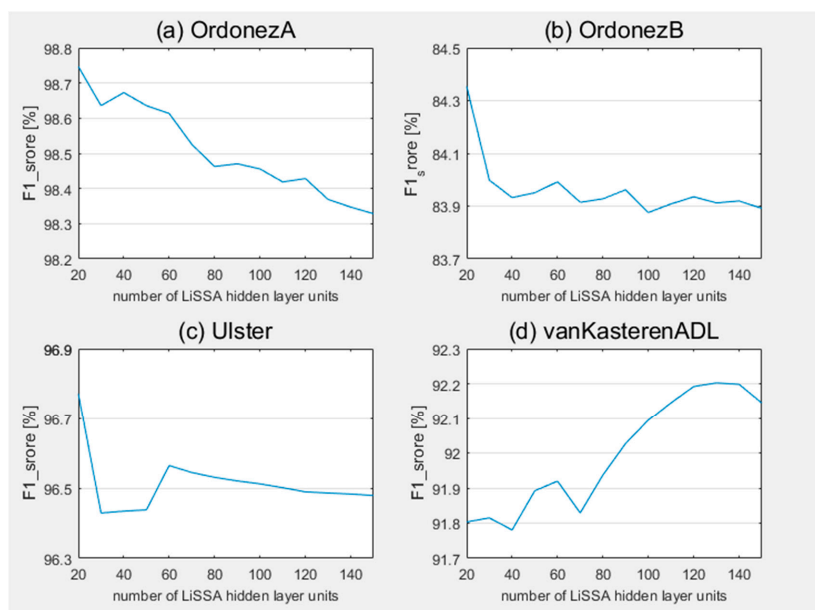 (a) OrdonezA
98.8
98.7
98.6
98.5
98.4
98.3
98.2
F1_srore [%]
20 40 60 80 100 120 140
number of LiSSA hidden layer units
(b) OrdonezB
84.5
84.3
84.1
83.9
83.7
F1srore [%]
20 40 60 80 100 120 140
number of LiSSA hidden layer units
(c) Ulster
96.9
96.7
96.5
96.3
F1_srore [%]
20 40 60 80 100 120 140
number of LiSSA hidden layer units
(d) vanKasterenADL
92.3
92.2
92.1
92
91.9
91.8
91.7
F1_srore [%]
20 40 60 80 100 120 140
number of LiSSA hidden layer units